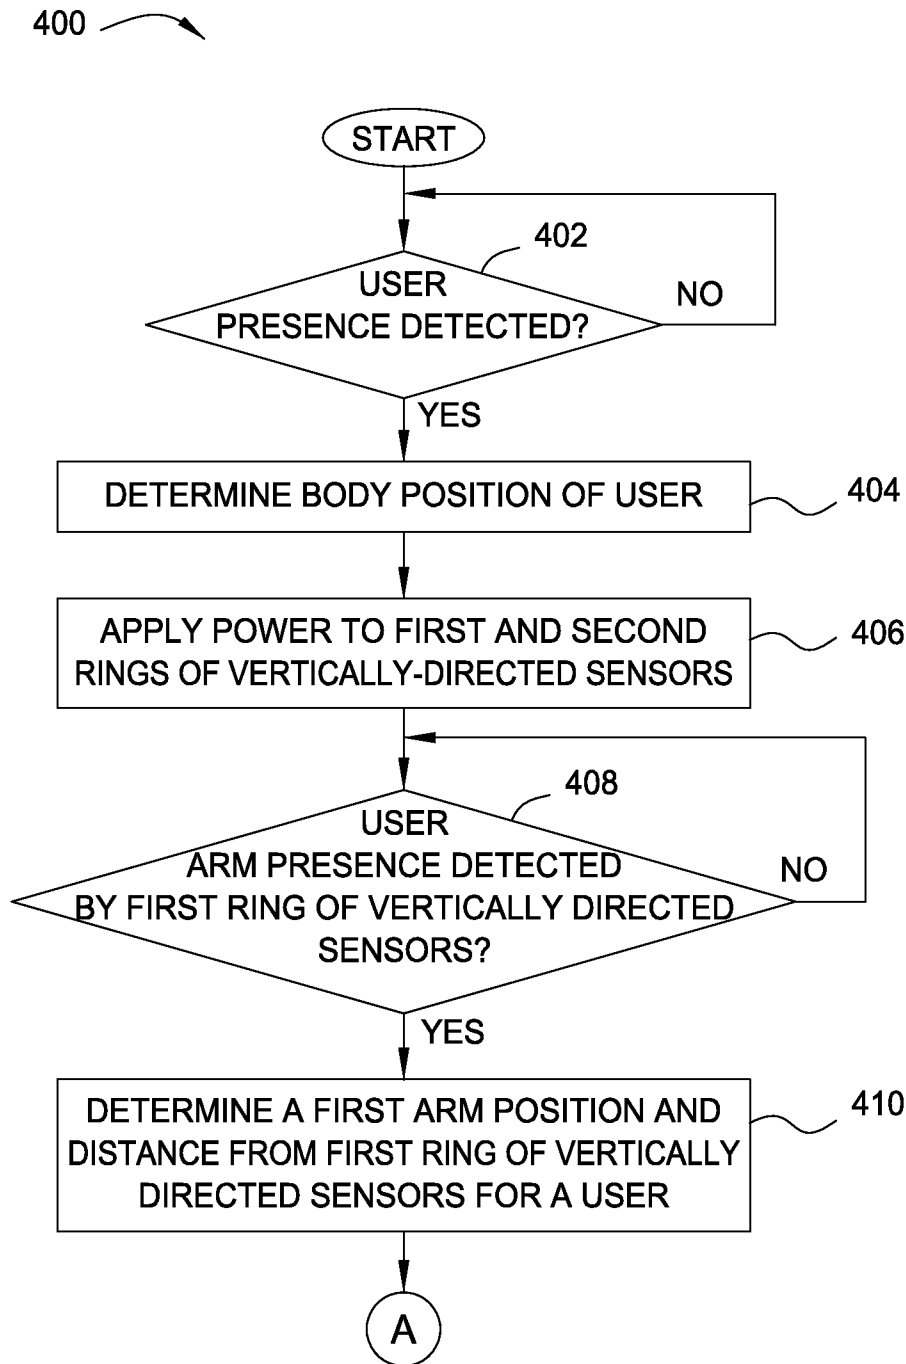 400
START
402
USER
PRESENCE DETECTED?
NO
YES
DETERMINE BODY POSITION OF USER
404
APPLY POWER TO FIRST AND SECOND
RINGS OF VERTICALLY-DIRECTED SENSORS
406
408
USER
ARM PRESENCE DETECTED
BY FIRST RING OF VERTICALLY DIRECTED
SENSORS?
NO
YES
DETERMINE A FIRST ARM POSITION AND
DISTANCE FROM FIRST RING OF VERTICALLY
DIRECTED SENSORS FOR A USER
410
A